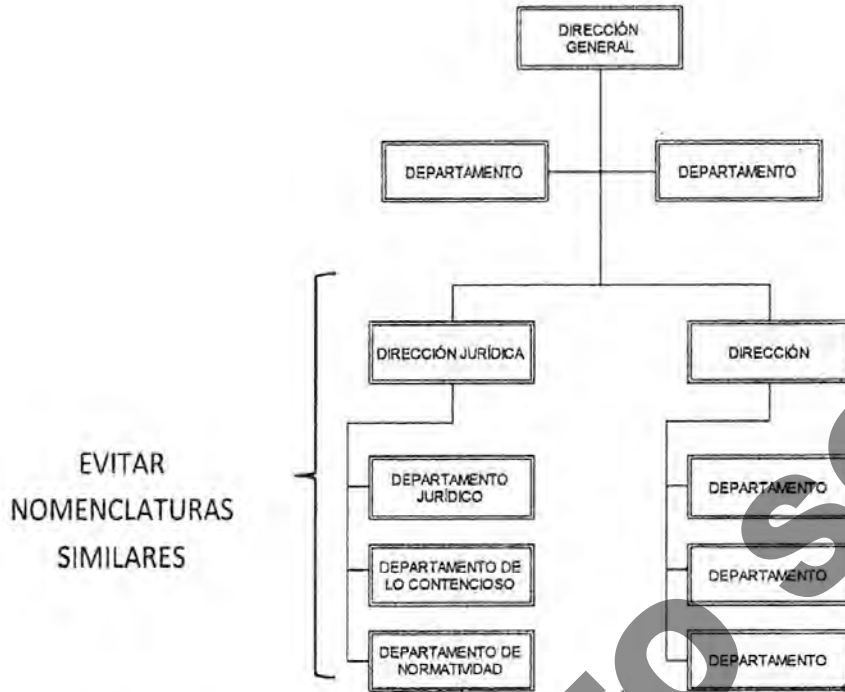 DIRECCIÓN
GENERAL
DEPARTAMENTO
DEPARTAMENTO
DIRECCIÓN JURÍDICA
DIRECCIÓN
EVITAR
NOMENCLATURAS
SIMILARES
DEPARTAMENTO
JURÍDICO
DEPARTAMENTO
DEPARTAMENTO DE
LO CONTENCIOSO
DEPARTAMENTO
DEPARTAMENTO DE
NORMATIVIDAD
DEPARTAMENTO